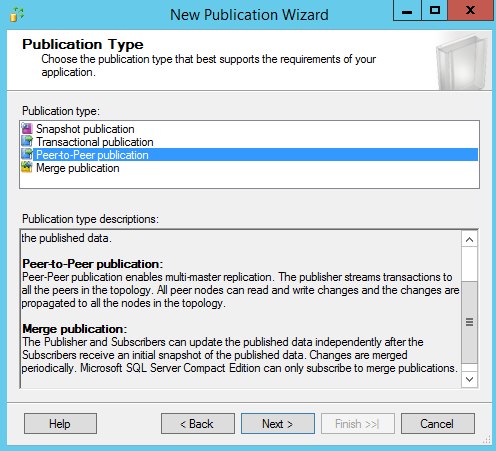 New Publication Wizard
Publication Type
Choose the publication type that best supports the requirements of your
application.
Publication type:
Snapshot publication
Transactional publication
Peer-to-Peer publication
Merge publication
Publication type descriptions:
the published data.
Peer-to-Peer publication:
Peer-Peer publication enables multi-master replication. The publisher streams transactions to
all the peers in the topology. All peer nodes can read and write changes and the changes are
propagated to all the nodes in the topology.
Merge publication:
The Publisher and Subscribers can update the published data independently after the
Subscribers receive an initial snapshot of the published data. Changes are merged
periodically. Microsoft SQL Server Compact Edition can only subscribe to merge publications.
Help
< Back
Next >
Finish >>|
Cancel